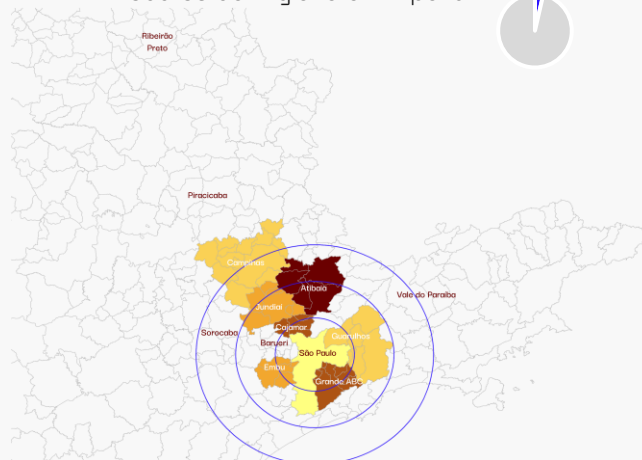 Ribeirão
Preto
Piracicaba
Campinas
Atibaia
Vale do Paraíba
Jundiaí
Cajamar
Sorocaba
Guarulhos
Barueri
São Paulo
Embu
Grande ABC